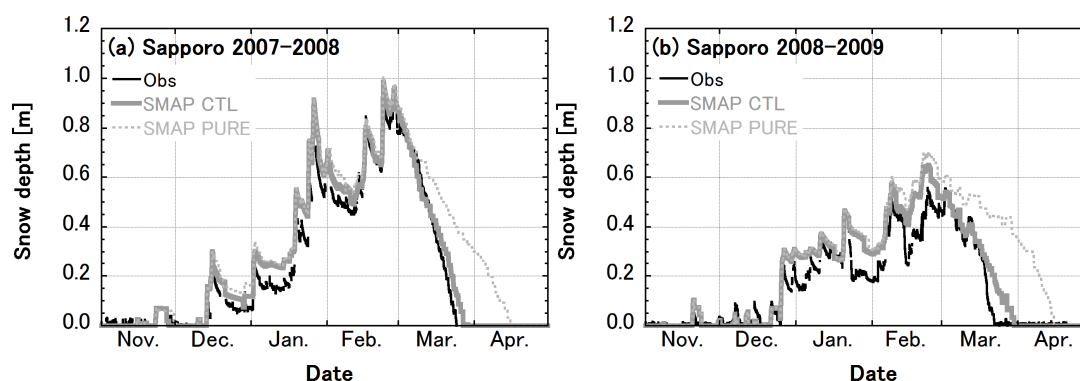 (a) Sapporo 2007-2008
Obs
SMAP CTL
SMAP PURE
Snow depth [m]
1.2
1.0
0.8
0.6
0.4
0.2
0.0
Nov. Dec. Jan. Feb. Mar. Apr.
Date
(b) Sapporo 2008-2009
Obs
SMAP CTL
SMAP PURE
Snow depth [m]
1.2
1.0
0.8
0.6
0.4
0.2
0.0
Nov. Dec. Jan. Feb. Mar. Apr.
Date